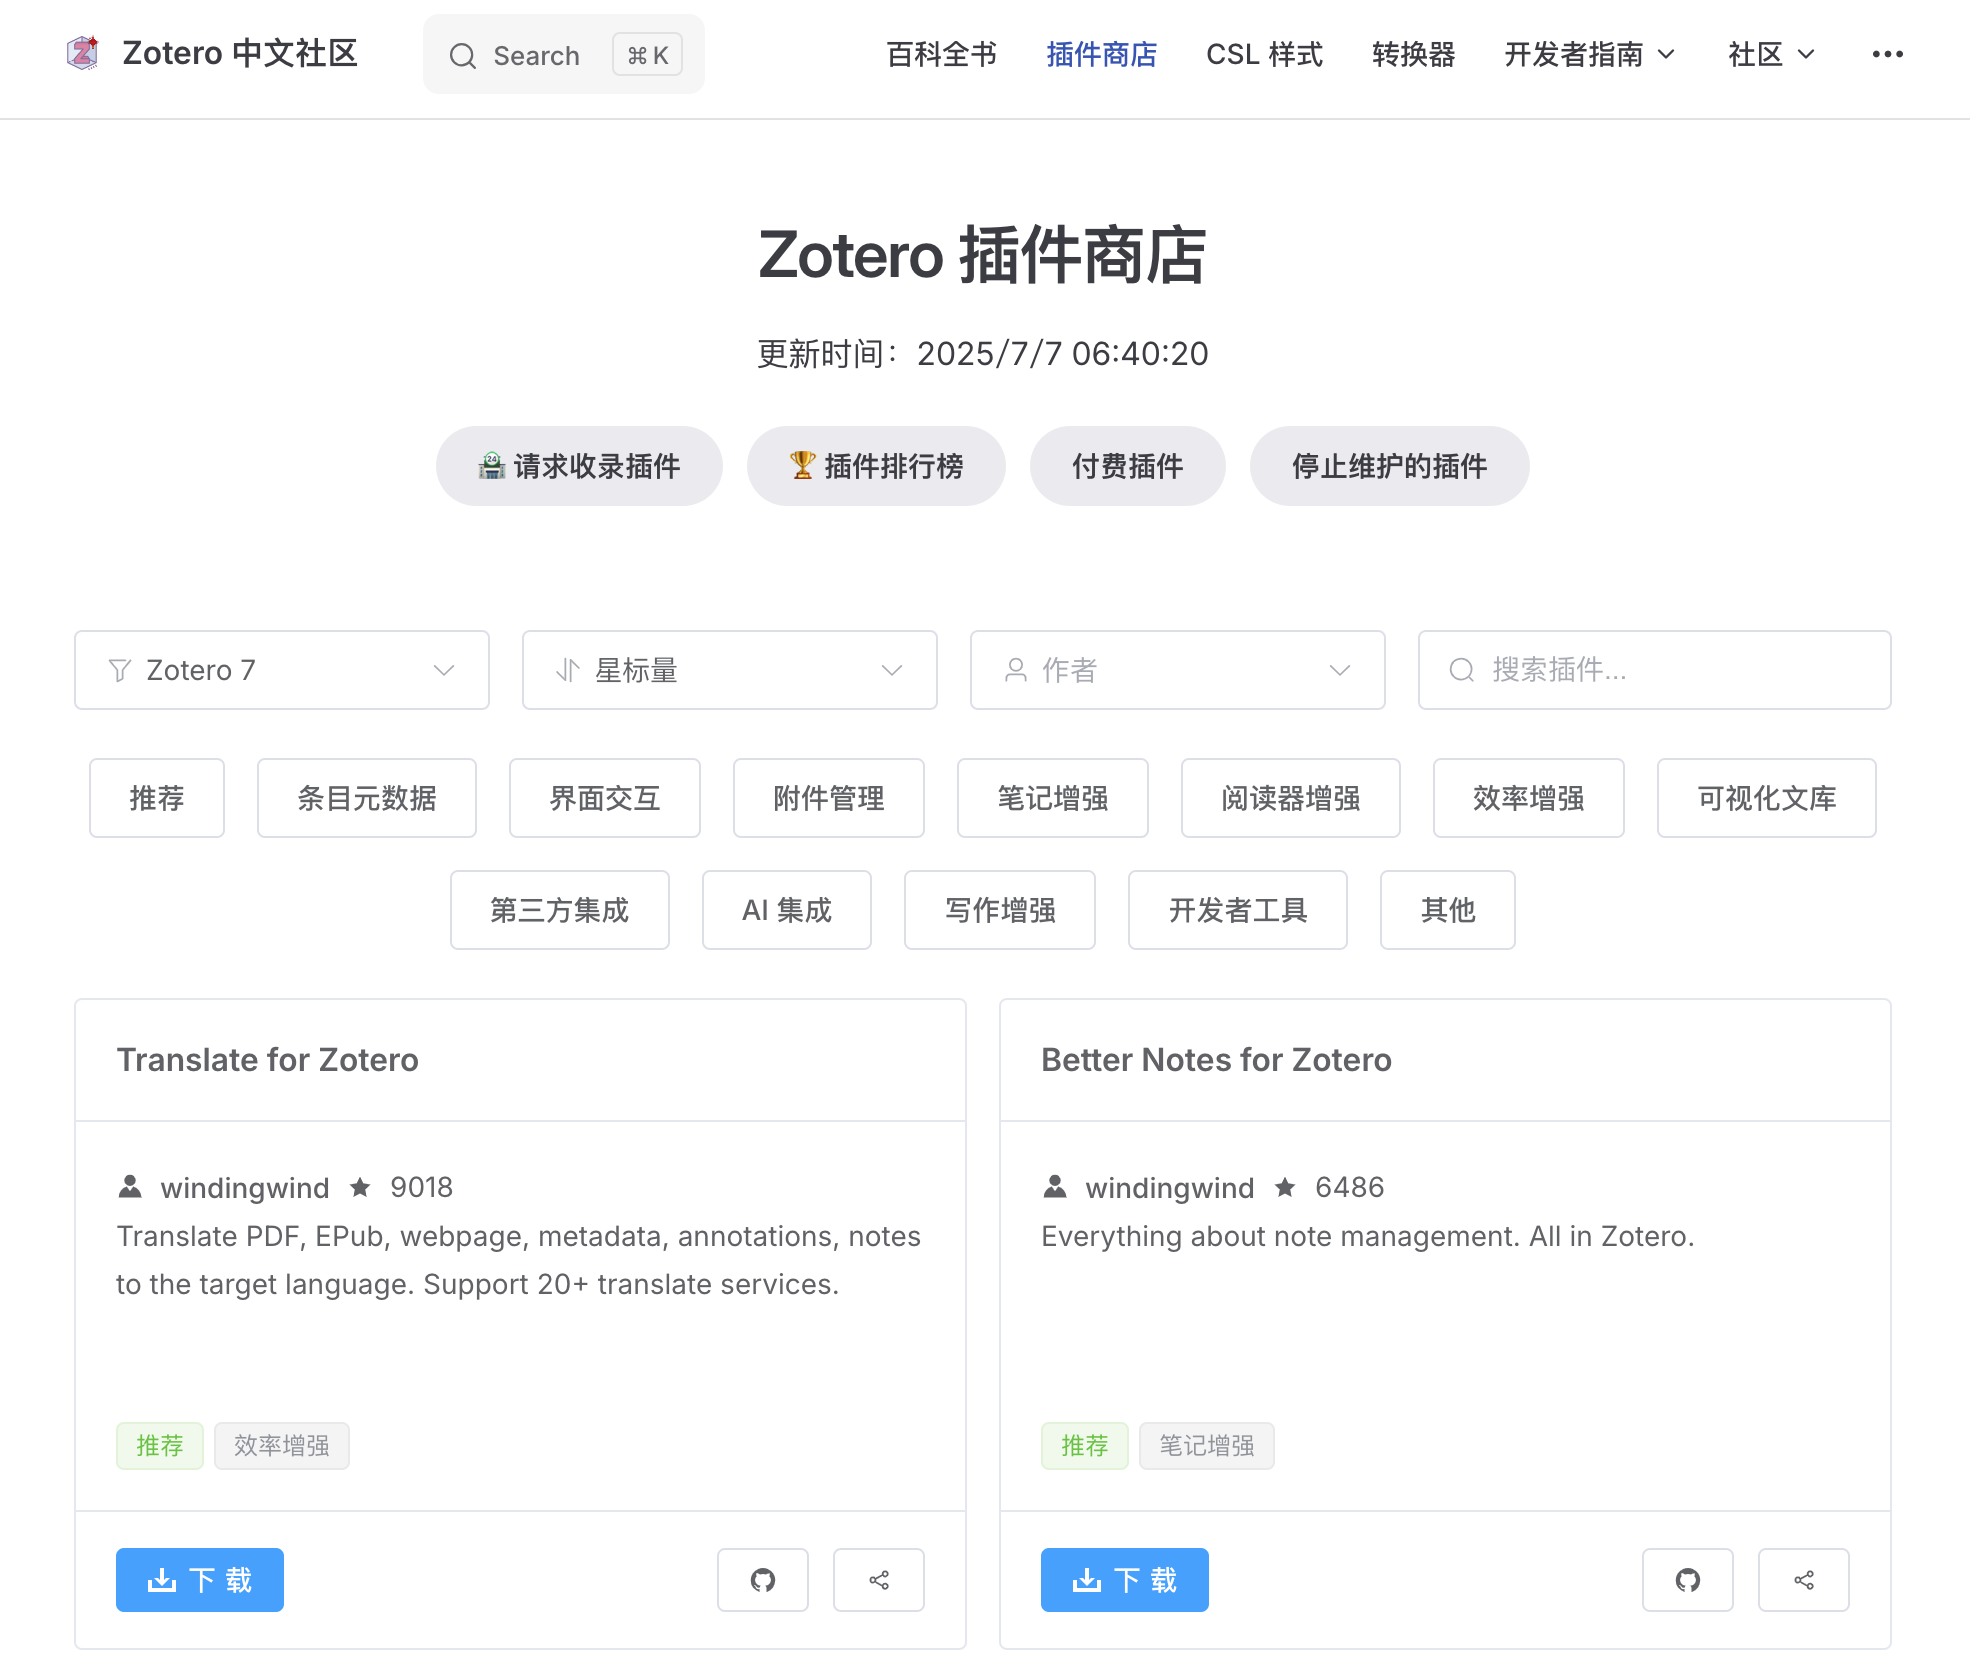 Zotero 中文社区
Search ⌘ K
百科全书 插件商店 CSL 样式 转换器 开发者指南 社区
Zotero 插件商店
更新时间：2025/7/7 06:40:20
请求收录插件 插件排行榜 付费插件 停止维护的插件
Zotero 7 星标量 作者 搜索插件...
推荐 条目元数据 界面交互 附件管理 笔记增强 阅读器增强 效率增强 可视化文库
第三方集成 AI 集成 写作增强 开发者工具 其他
Translate for Zotero
windingwind ★ 9018
Translate PDF, EPub, webpage, metadata, annotations, notes
to the target language. Support 20+ translate services.
推荐 效率增强
下 载
Better Notes for Zotero
windingwind ★ 6486
Everything about note management. All in Zotero.
推荐 笔记增强
下 载